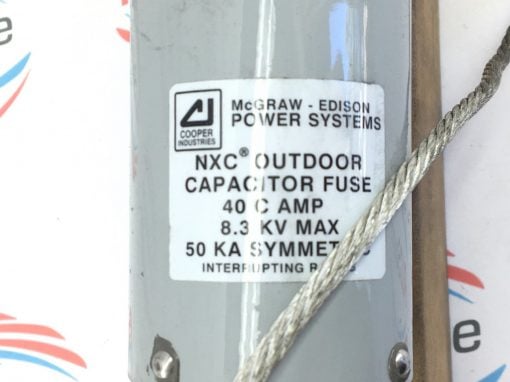 McGRAW - EDISON
POWER SYSTEMS
COOPER
INDUSTRIES
NXC® OUTDOOR
CAPACITOR FUSE
40 C AMP
8.3 KV MAX
50 KA
INTERRUPTING
e
e